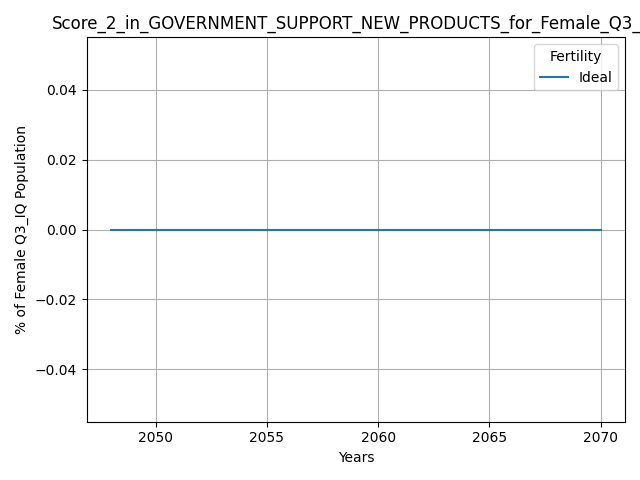 Score_2_in_GOVERNMENT_SUPPORT_NEW_PRODUCTS_for_Female_Q3_
Fertility
Ideal
% of Female Q3_IQ Population
0.04
0.02
0.00
−0.02
−0.04
2050 2055 2060 2065 2070
Years